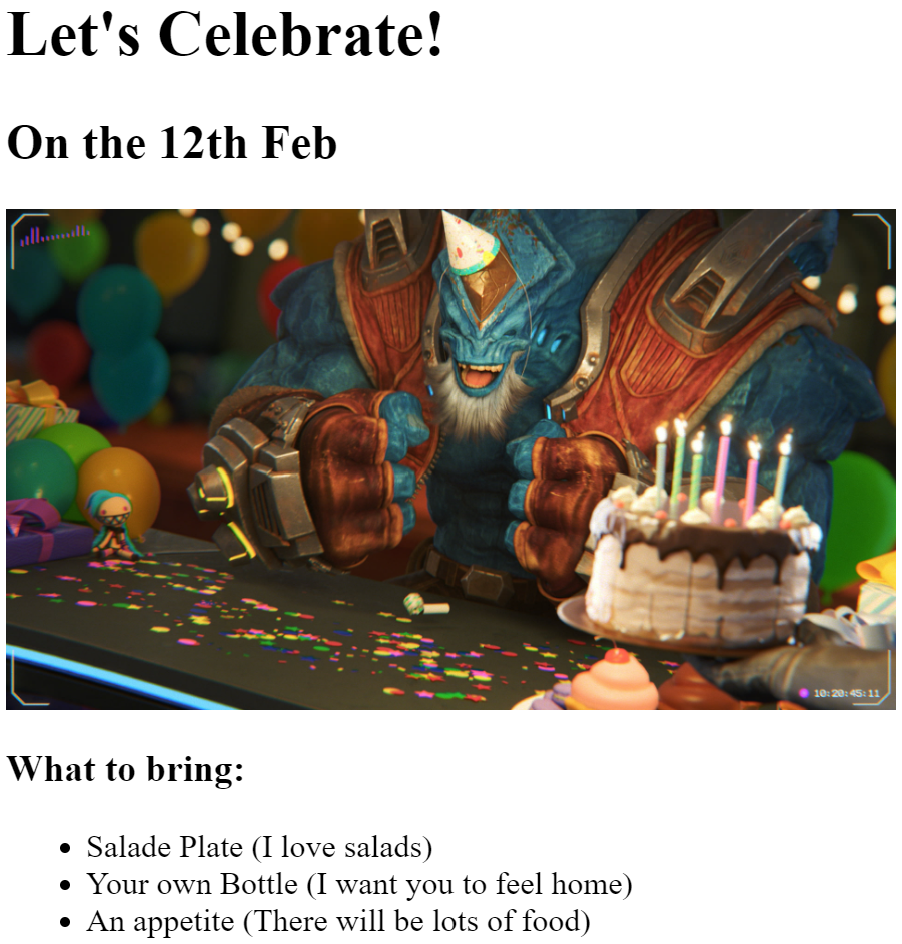 Let's Celebrate!
On the 12th Feb
10:20:45:11
What to bring:
Salade Plate (I love salads)
Your own Bottle (I want you to feel home)
An appetite (There will be lots of food)